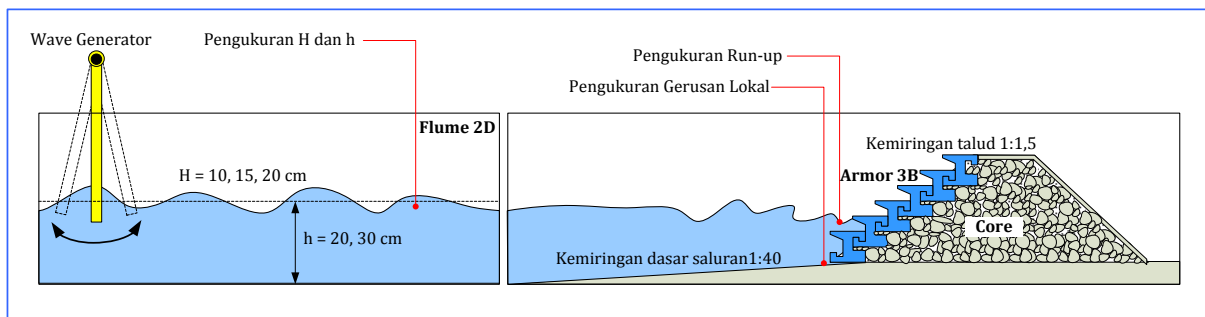 Wave Generator
Pengukuran H dan h
Flume 2D
H = 10, 15, 20 cm
h = 20, 30 cm
Pengukuran Run-up
Pengukuran Gerusan Lokal
Kemiringan talud 1:1,5
Armor 3B
Core
Kemiringan dasar saluran1:40